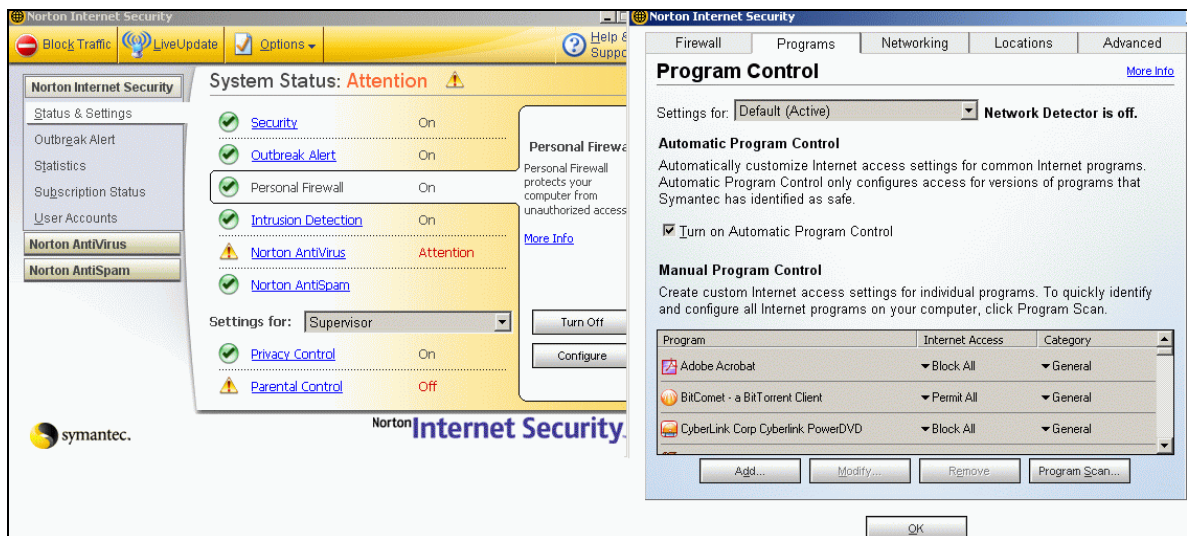 Norton Internet Security
Block Traffic
LiveUpdate
Options
Help &
Suppo
Norton Internet Security
Status & Settings
Outbreak Alert
Statistics
Subscription Status
User Accounts
Norton AntiVirus
Norton AntiSpam
System Status: Attention
Security On
Outbreak Alert On
Personal Firewall On
Intrusion Detection On
Norton AntiVirus Attention
Norton AntiSpam
Settings for: Supervisor
Privacy Control On
Parental Control Off
Personal Firewa
Personal Firewall
protects your
computer from
unauthorized access
More Info
Turn Off
Configure
symantec.
Norton Internet Security
Norton Internet Security
Firewall Programs Networking Locations Advanced
Program Control More Info
Settings for: Default (Active) Network Detector is off.
Automatic Program Control
Automatically customize Internet access settings for common Internet programs.
Automatic Program Control only configures access for versions of programs that
Symantec has identified as safe.
Turn on Automatic Program Control
Manual Program Control
Create custom Internet access settings for individual programs. To quickly identify
and configure all Internet programs on your computer, click Program Scan.
Program Internet Access Category
Adobe Acrobat Block All General
BitComet - a BitTorrent Client Permit All General
CyberLink Corp Cyberlink PowerDVD Block All General
Add... Modify... Remove Program Scan...
OK